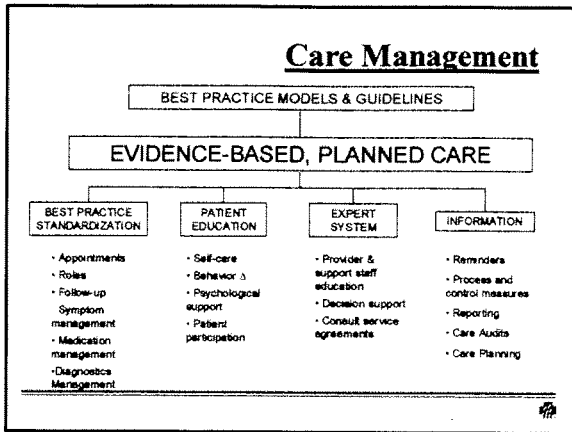 Care Management
BEST PRACTICE MODELS & GUIDELINES
EVIDENCE-BASED, PLANNED CARE
BEST PRACTICE
STANDARDIZATION
• Appointments
• Roles
• Follow-up
Symptom
management
• Medication
management
•Diagnostics
Management
PATIENT
EDUCATION
• Self-care
• Behavior Δ
• Psychological
support
• Patient
participation
EXPERT
SYSTEM
• Provider &
support staff
education
• Decision support
• Consult service
agreements
INFORMATION
• Reminders
• Process and
control measures
• Reporting
• Care Audits
• Care Planning